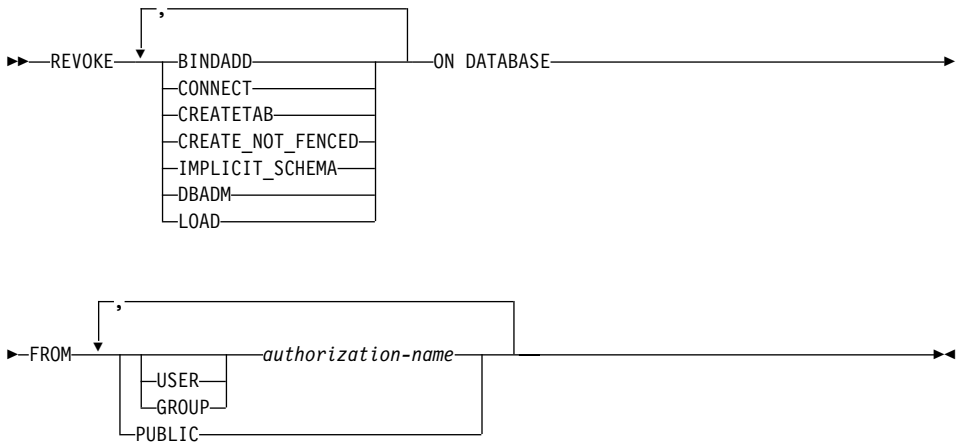 ,
REVOKE BINDADD ON DATABASE
CONNECT
CREATETAB
CREATE_NOT_FENCED
IMPLICIT_SCHEMA
DBADM
LOAD
,
FROM authorization-name
USER
GROUP
PUBLIC